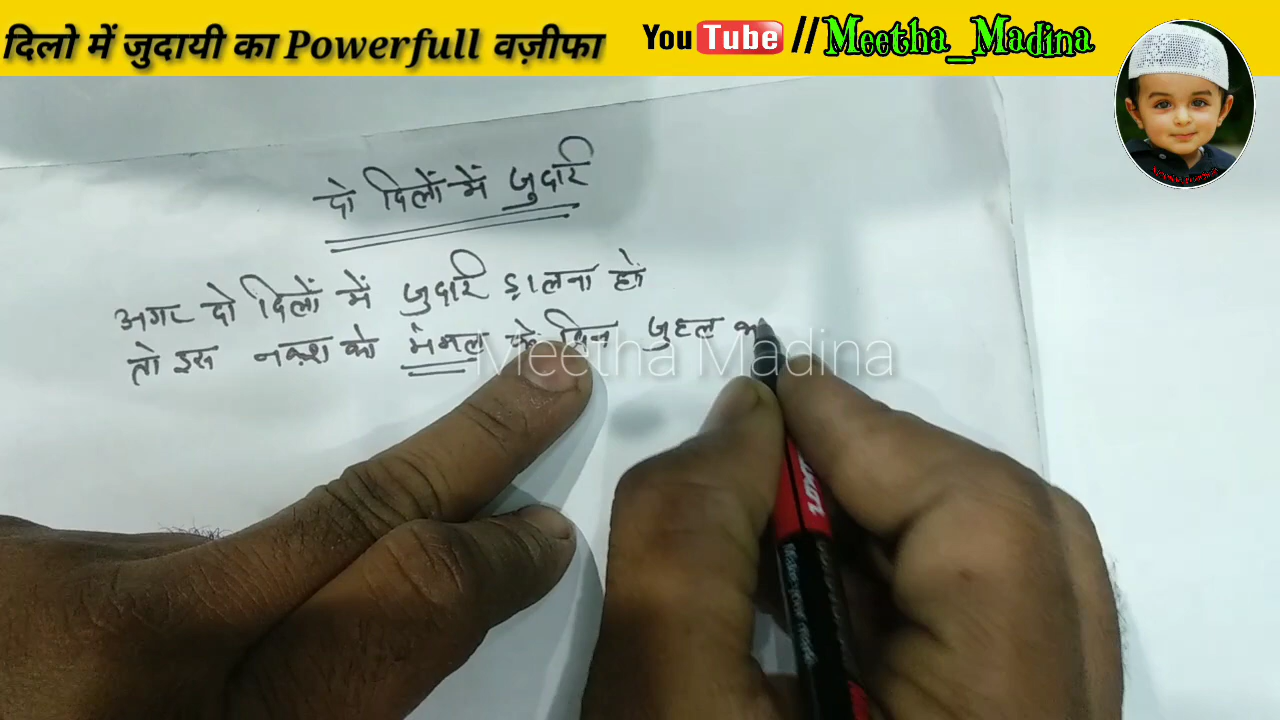 दिलो में जुदायी का Powerfull वज़ीफा
YouTube //Meetha_Madina
दो दिलों में जुदाई
अगर दो दिलों में जुदाई ड़ालना हो
तो इस नक़्श को मंगल के दिन जुहल
Meetha Madina